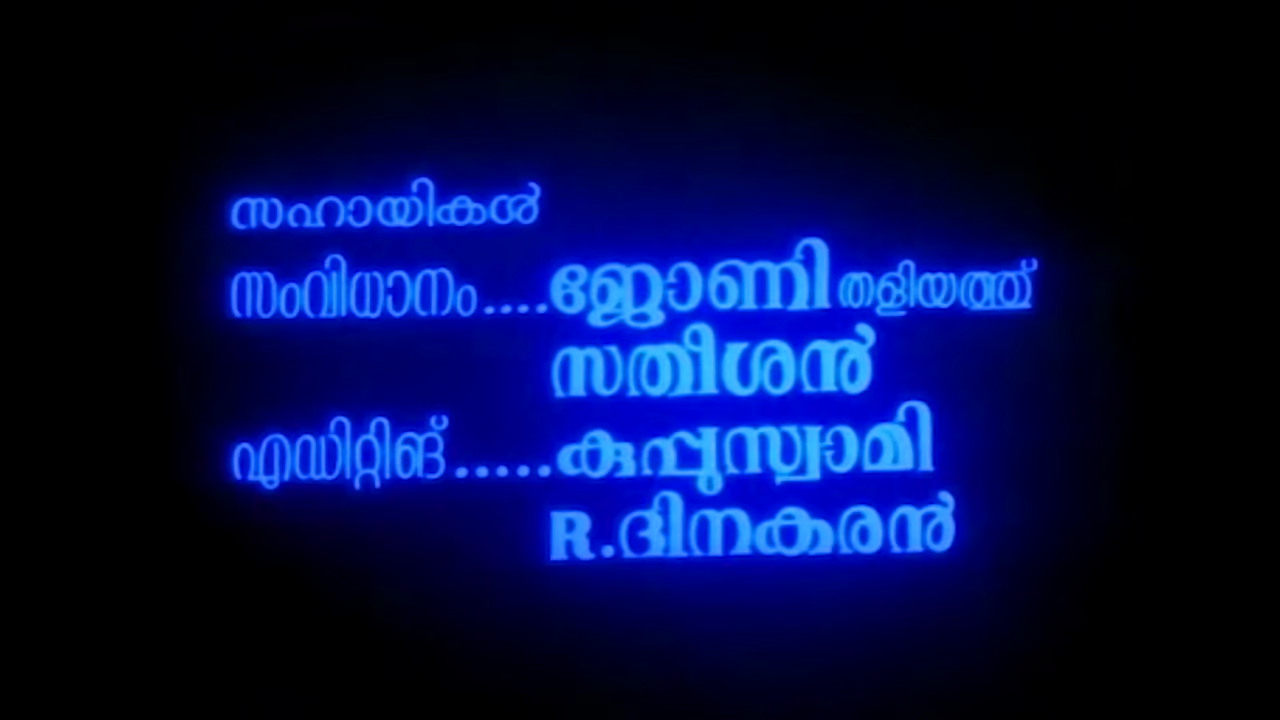 സഹായികൾ
സംവിധാനം....ജോണി തളിയത്ത്
സതീശൻ
എഡിറ്റിങ്.....കുപ്പുസ്വാമി
R.ദിനകരൻ